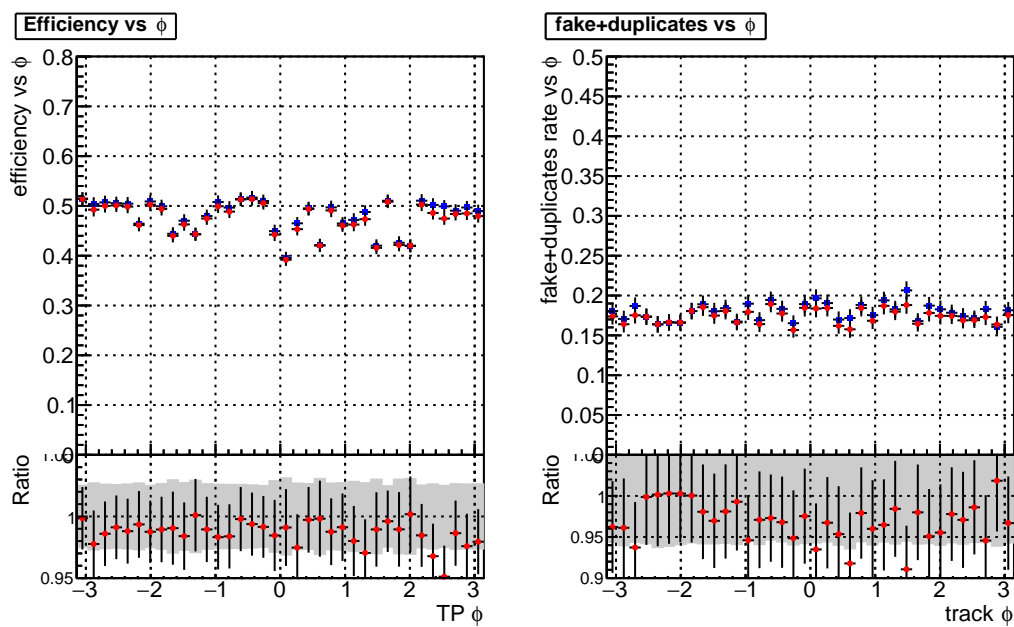 Efficiency vs ϕ
efficiency vs ϕ
0.8
0.7
0.6
0.5
0.4
0.3
0.2
0.1
0
Ratio
1
0.95
−3 −2 −1 0 1 2 3
TP ϕ
fake+duplicates vs ϕ
fake+duplicates rate vs ϕ
0.5
0.45
0.4
0.35
0.3
0.25
0.2
0.15
0.1
0.05
Ratio
1
0.95
0.9
−3 −2 −1 0 1 2 3
track ϕ